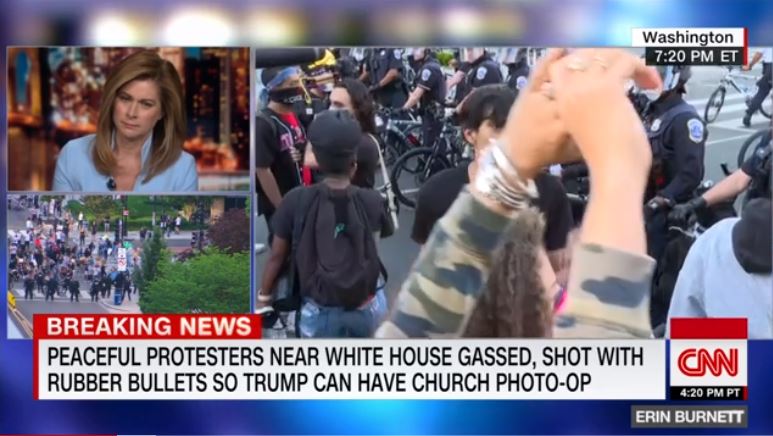 Washington
7:20 PM ET
BREAKING NEWS
PEACEFUL PROTESTERS NEAR WHITE HOUSE GASSED, SHOT WITH
RUBBER BULLETS SO TRUMP CAN HAVE CHURCH PHOTO-OP
CNN
4:20 PM PT
ERIN BURNETT